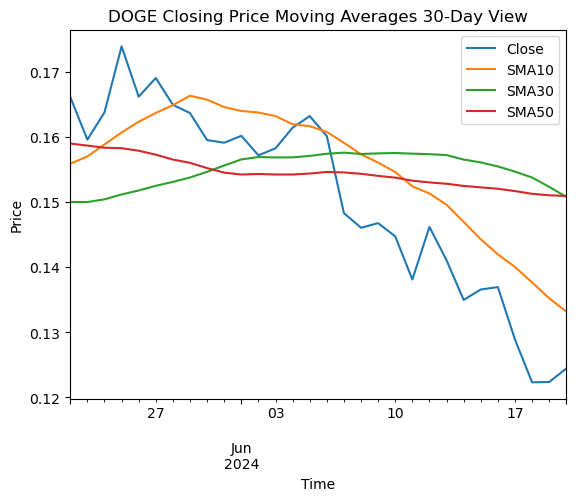 DOGE Closing Price Moving Averages 30-Day View
Close
SMA10
SMA30
SMA50
Price
0.17
0.16
0.15
0.14
0.13
0.12
27
03
10
17
Jun
2024
Time